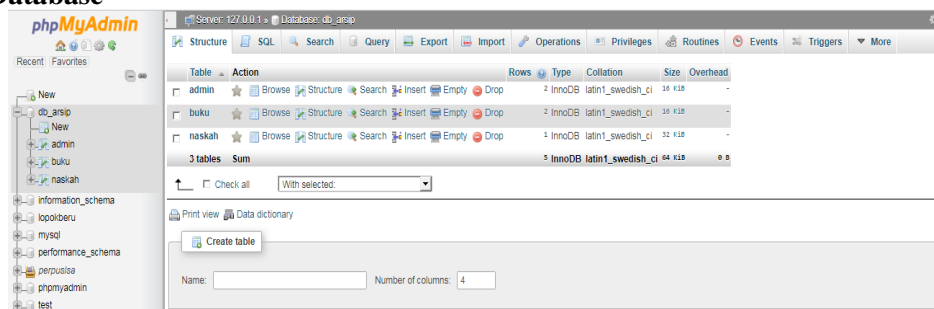 Database
phpMyAdmin
Recent Favorites
New
db_arsip
New
admin
buku
naskah
information_schema
lopokberu
mysql
performance_schema
perpusisa
phpmyadmin
test
Server: 127.0.0.1 » Database: db_arsip
Structure SQL Search Query Export Import Operations Privileges Routines Events Triggers More
Table Action Rows Type Collation Size Overhead
admin Browse Structure Search Insert Empty Drop 2 InnoDB latin1_swedish_ci 16 KiB -
buku Browse Structure Search Insert Empty Drop 2 InnoDB latin1_swedish_ci 16 KiB -
naskah Browse Structure Search Insert Empty Drop 1 InnoDB latin1_swedish_ci 32 KiB -
3 tables Sum 5 InnoDB latin1_swedish_ci 64 KiB 0 B
Check all With selected:
Print view Data dictionary
Create table
Name: Number of columns: 4